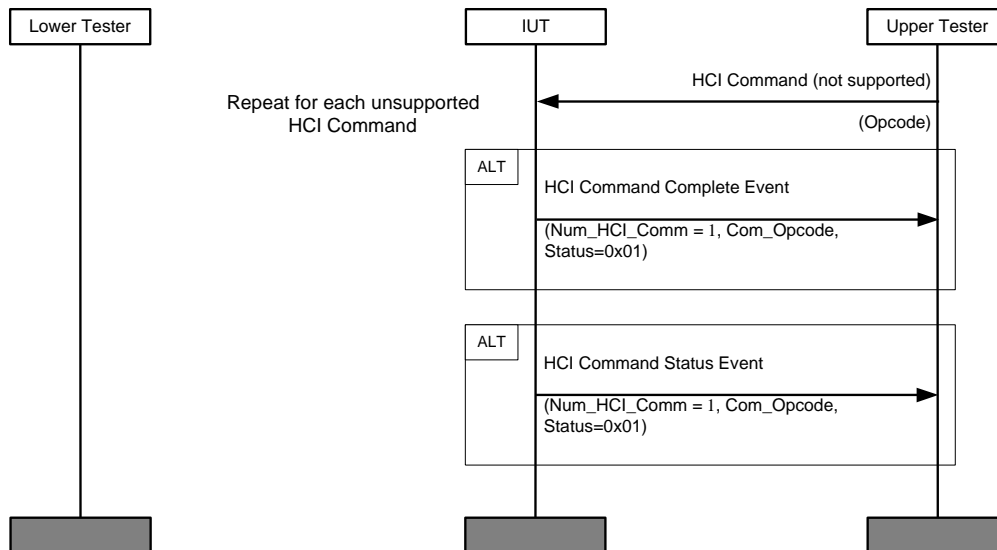 Lower Tester
IUT
Upper Tester
HCI Command (not supported)
Repeat for each unsupported
HCI Command
(Opcode)
ALT
HCI Command Complete Event
(Num_HCI_Comm = 1, Com_Opcode,
Status=0x01)
ALT
HCI Command Status Event
(Num_HCI_Comm = 1, Com_Opcode,
Status=0x01)